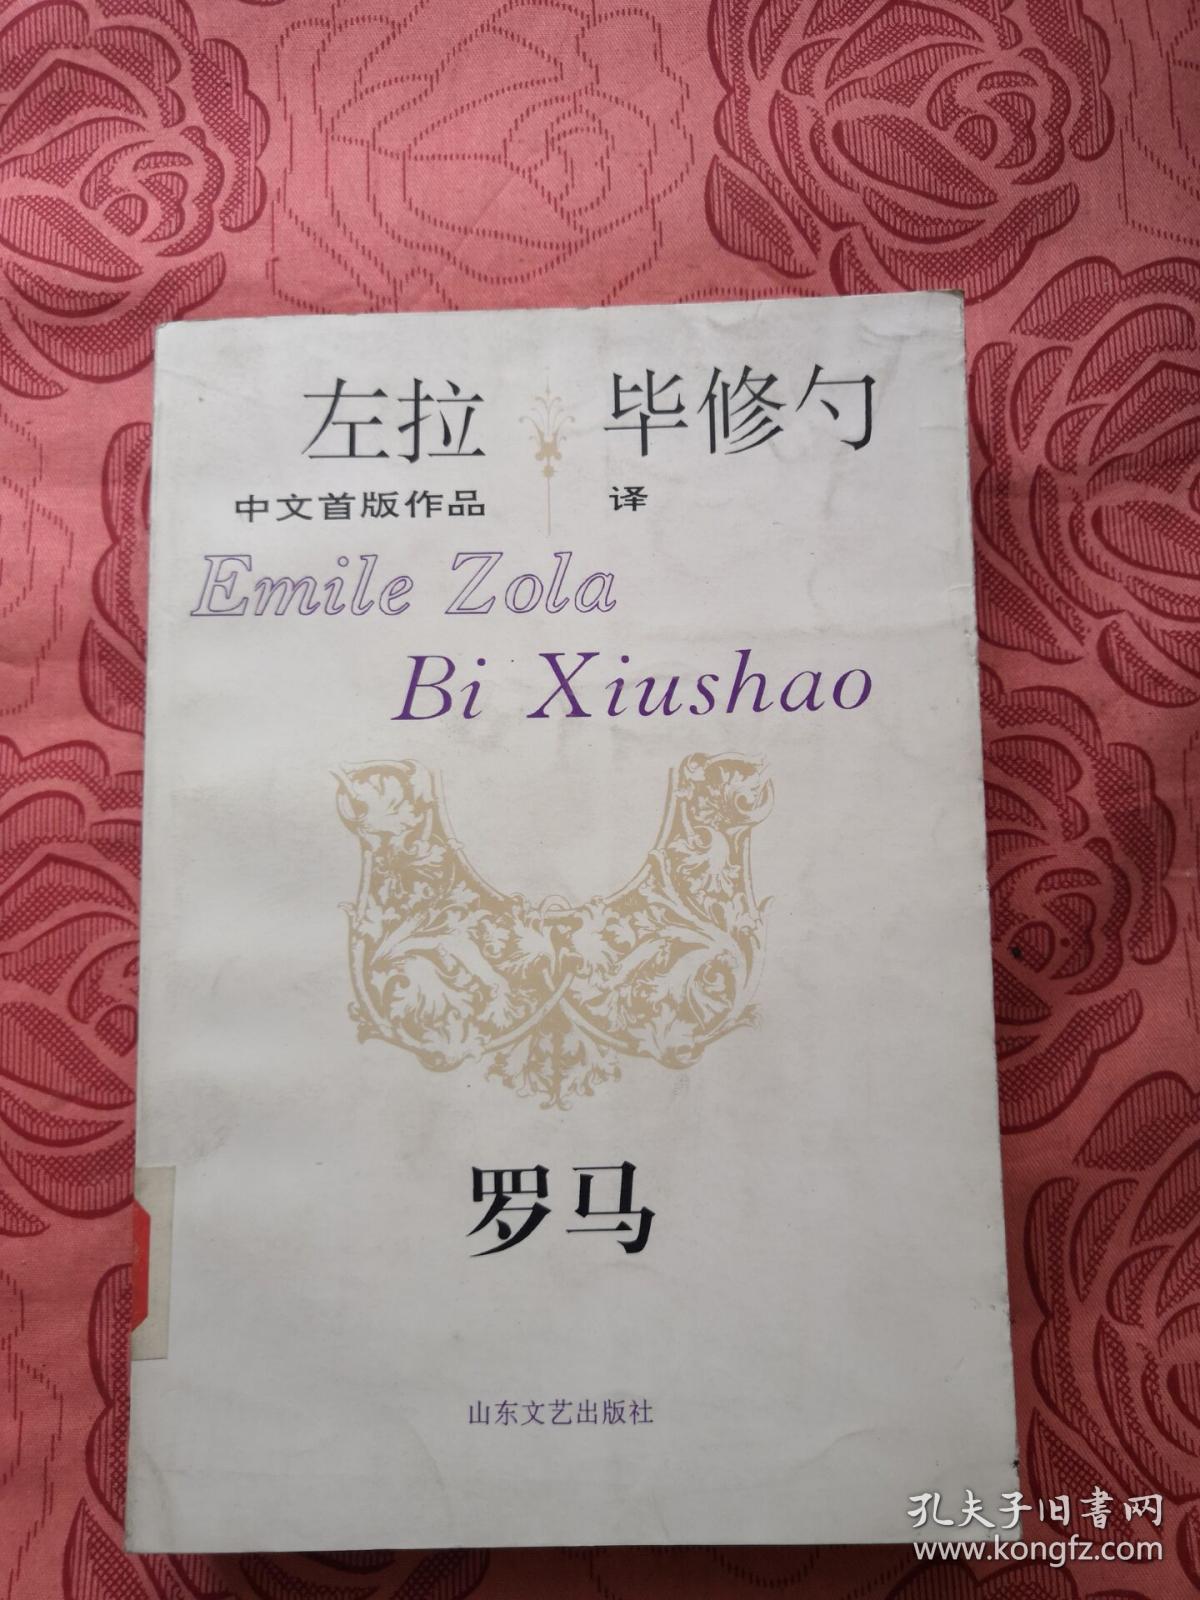 左拉 毕修勺
中文首版作品 译
Emile Zola
Bi Xiushao
罗马
山东文艺出版社
孔夫子旧书网
www.kongfz.com